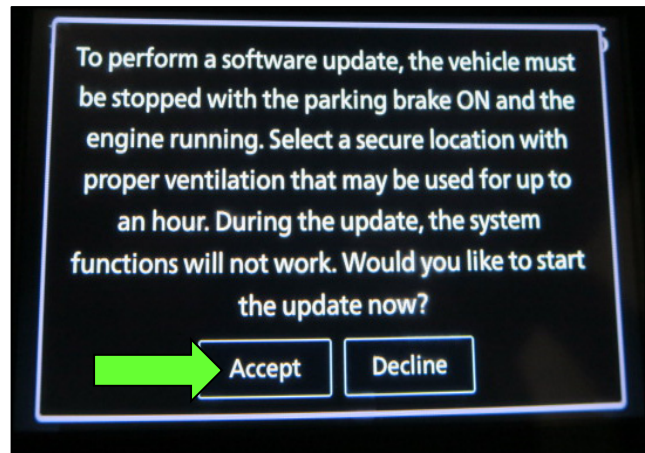 To perform a software update, the vehicle must
be stopped with the parking brake ON and the
engine running. Select a secure location with
proper ventilation that may be used for up to
an hour. During the update, the system
functions will not work. Would you like to start
the update now?
Accept Decline